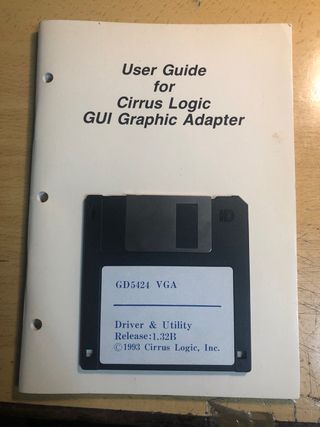 User Guide
for
Cirrus Logic
GUI Graphic Adapter
GD5424 VGA
Driver & Utility
Release:1.32B
©1993 Cirrus Logic, Inc.